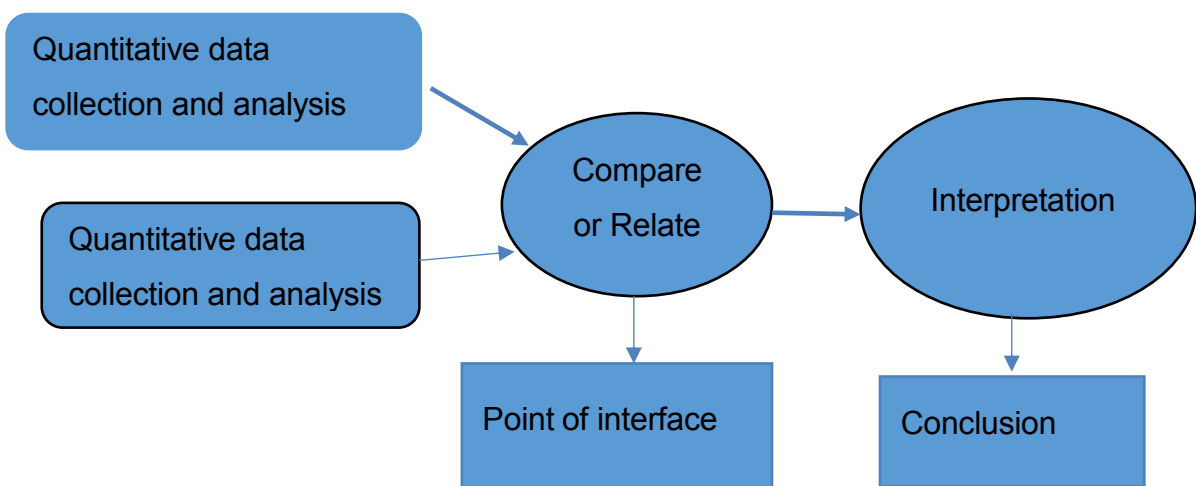 Quantitative data
collection and analysis
Quantitative data
collection and analysis
Compare
or Relate
Interpretation
Point of interface
Conclusion